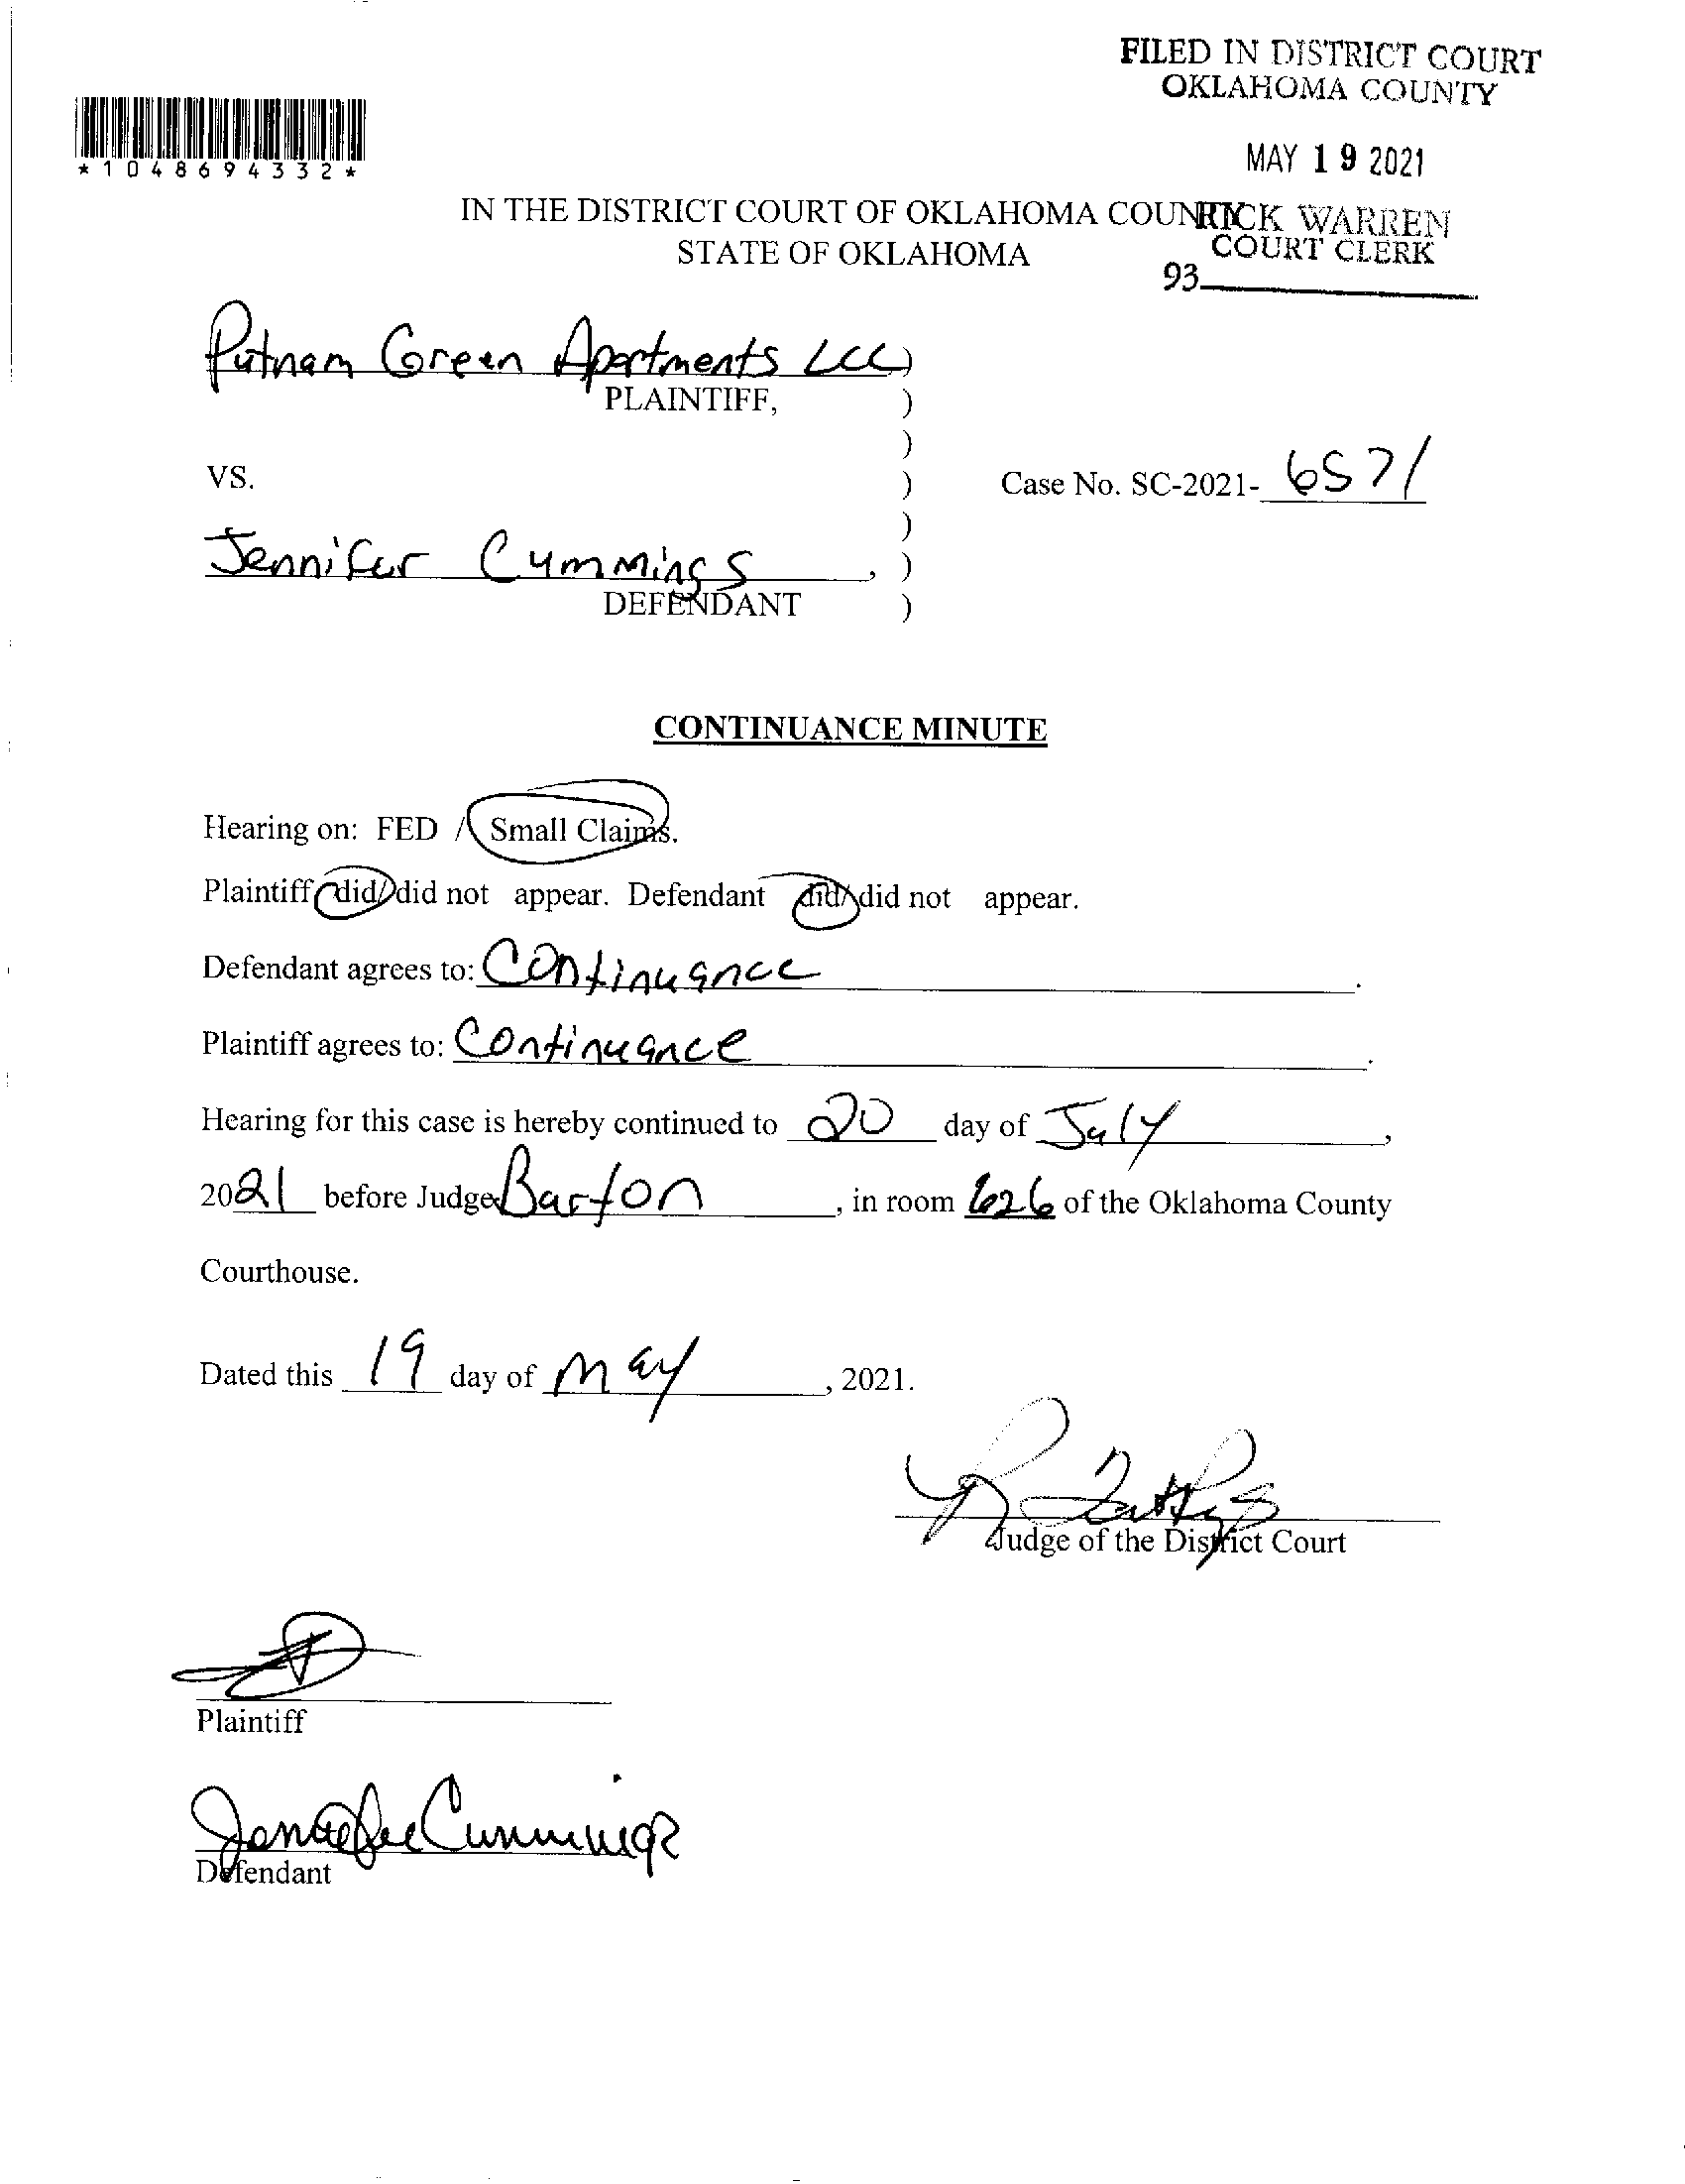 FILED IN DISTRICT COURT
OKLAHOMA COUNTY
MAY 19 2021
RICK WARREN
COURT CLERK
93
*1048694332*
IN THE DISTRICT COURT OF OKLAHOMA COUNTY
STATE OF OKLAHOMA
Putnam Green Apartments LLC )
PLAINTIFF, )
)
VS. ) Case No. SC-2021- 6571
)
Jennifer Cummings , )
DEFENDANT )
CONTINUANCE MINUTE
Hearing on: FED / Small Claims.
Plaintiff did/did not appear. Defendant did/did not appear.
Defendant agrees to: Continuance .
Plaintiff agrees to: Continuance .
Hearing for this case is hereby continued to 20 day of July ,
2021 before Judge Barton , in room 626 of the Oklahoma County
Courthouse.
Dated this 19 day of May , 2021.
Judge of the District Court
Plaintiff
Jennifer Cummings
Defendant